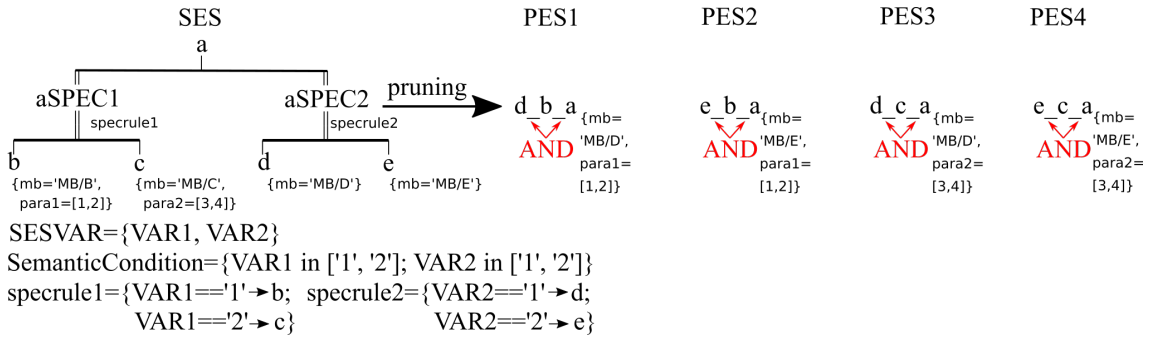 SES PES1 PES2 PES3 PES4
a
aSPEC1 aSPEC2 pruning
specrule1 specrule2
d_b_a e_b_a d_c_a e_c_a
AND AND AND AND
{mb= 'MB/D', para1= [1,2]}
{mb= 'MB/E', para1= [1,2]}
{mb= 'MB/D', para2= [3,4]}
{mb= 'MB/E', para2= [3,4]}
b c d e
{mb='MB/B', {mb='MB/C', {mb='MB/D'} {mb='MB/E'}
para1=[1,2]} para2=[3,4]}
SESVAR={VAR1, VAR2}
SemanticCondition={VAR1 in ['1', '2']; VAR2 in ['1', '2']}
specrule1={VAR1=='1'→b; specrule2={VAR2=='1'→d;
VAR1=='2'→c} VAR2=='2'→e}